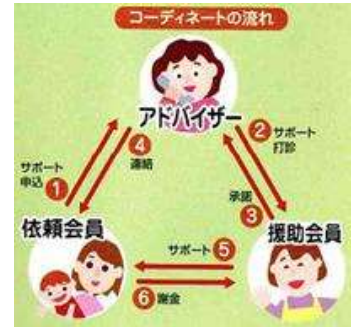 コーディネートの流れ
アドバイザー
④
連絡
②サポート
打診
サポート
申込①
承諾
③
依頼会員
援助会員
サポート⑤
⑥謝金